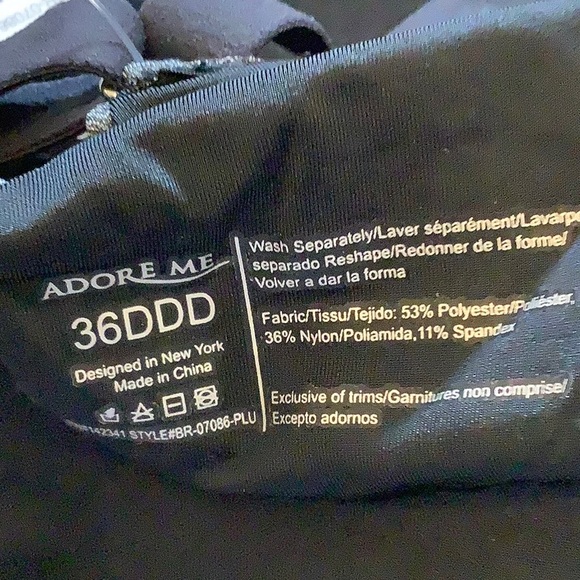 ADORE ME
36DDD
Designed in New York
Made in China
142341 STYLE#BR-07086-PLU
Wash Separately/Laver séparément/Lavarpo
separado Reshape/Redonner de la forme/
Volver a dar la forma
Fabric/Tissu/Tejido: 53% Polyester/Poliéster,
36% Nylon/Poliamida,11% Spandex
Exclusive of trims/Garnitures non comprise/
Excepto adornos